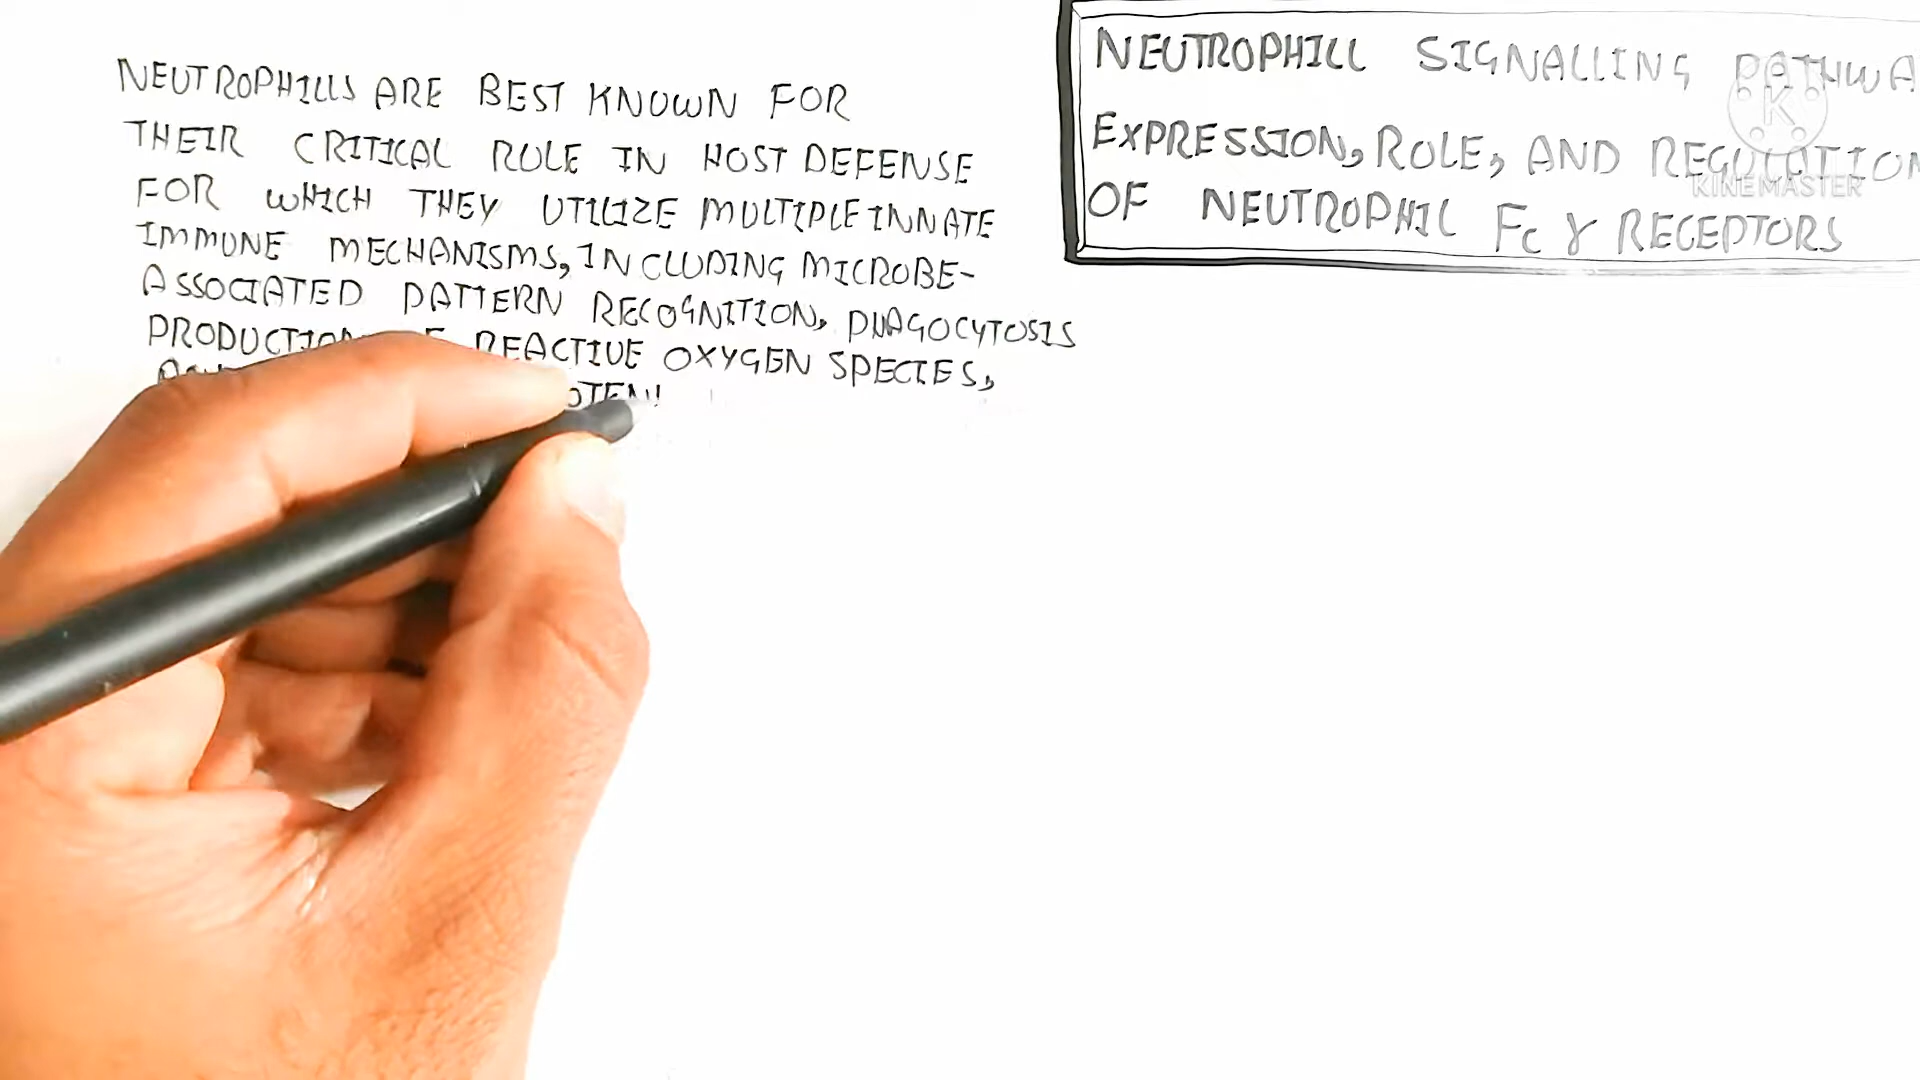 NEUTROPHILLS ARE BEST KNOWN FOR
THEIR CRITICAL ROLE IN HOST DEFENSE
FOR WHICH THEY UTILIZE MULTIPLE INNATE
IMMUNE MECHANISMS, INCLUDING MICROBE-
ASSOCIATED PATTERN RECOGNITION, PHAGOCYTOSIS
REACTIVE OXYGEN SPECIES,
NEUTROPHILL SIGNALLING PATHWA
EXPRESSION, ROLE, AND REGULATION
OF NEUTROPHIL Fc γ RECEPTORS
K
KINEMASTER